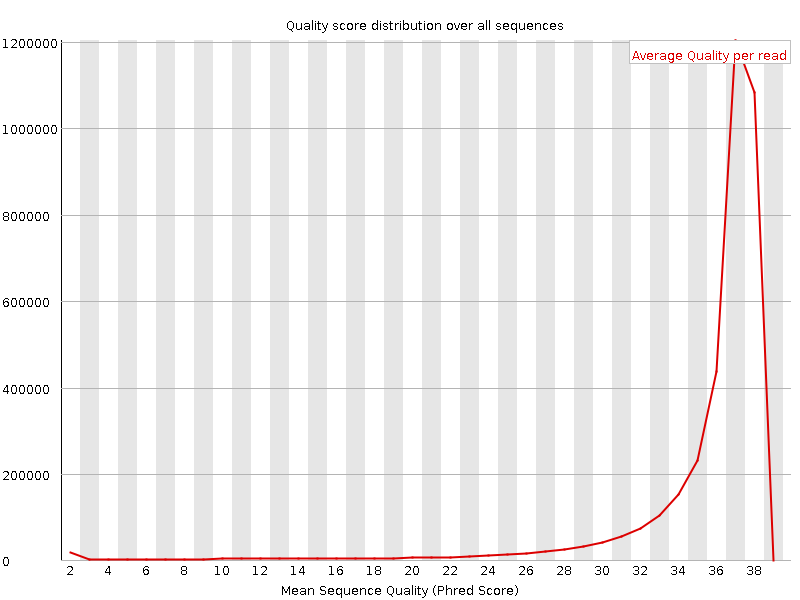 Quality score distribution over all sequences
Average Quality per read
1200000
1000000
800000
600000
400000
200000
0
2 4 6 8 10 12 14 16 18 20 22 24 26 28 30 32 34 36 38
Mean Sequence Quality (Phred Score)